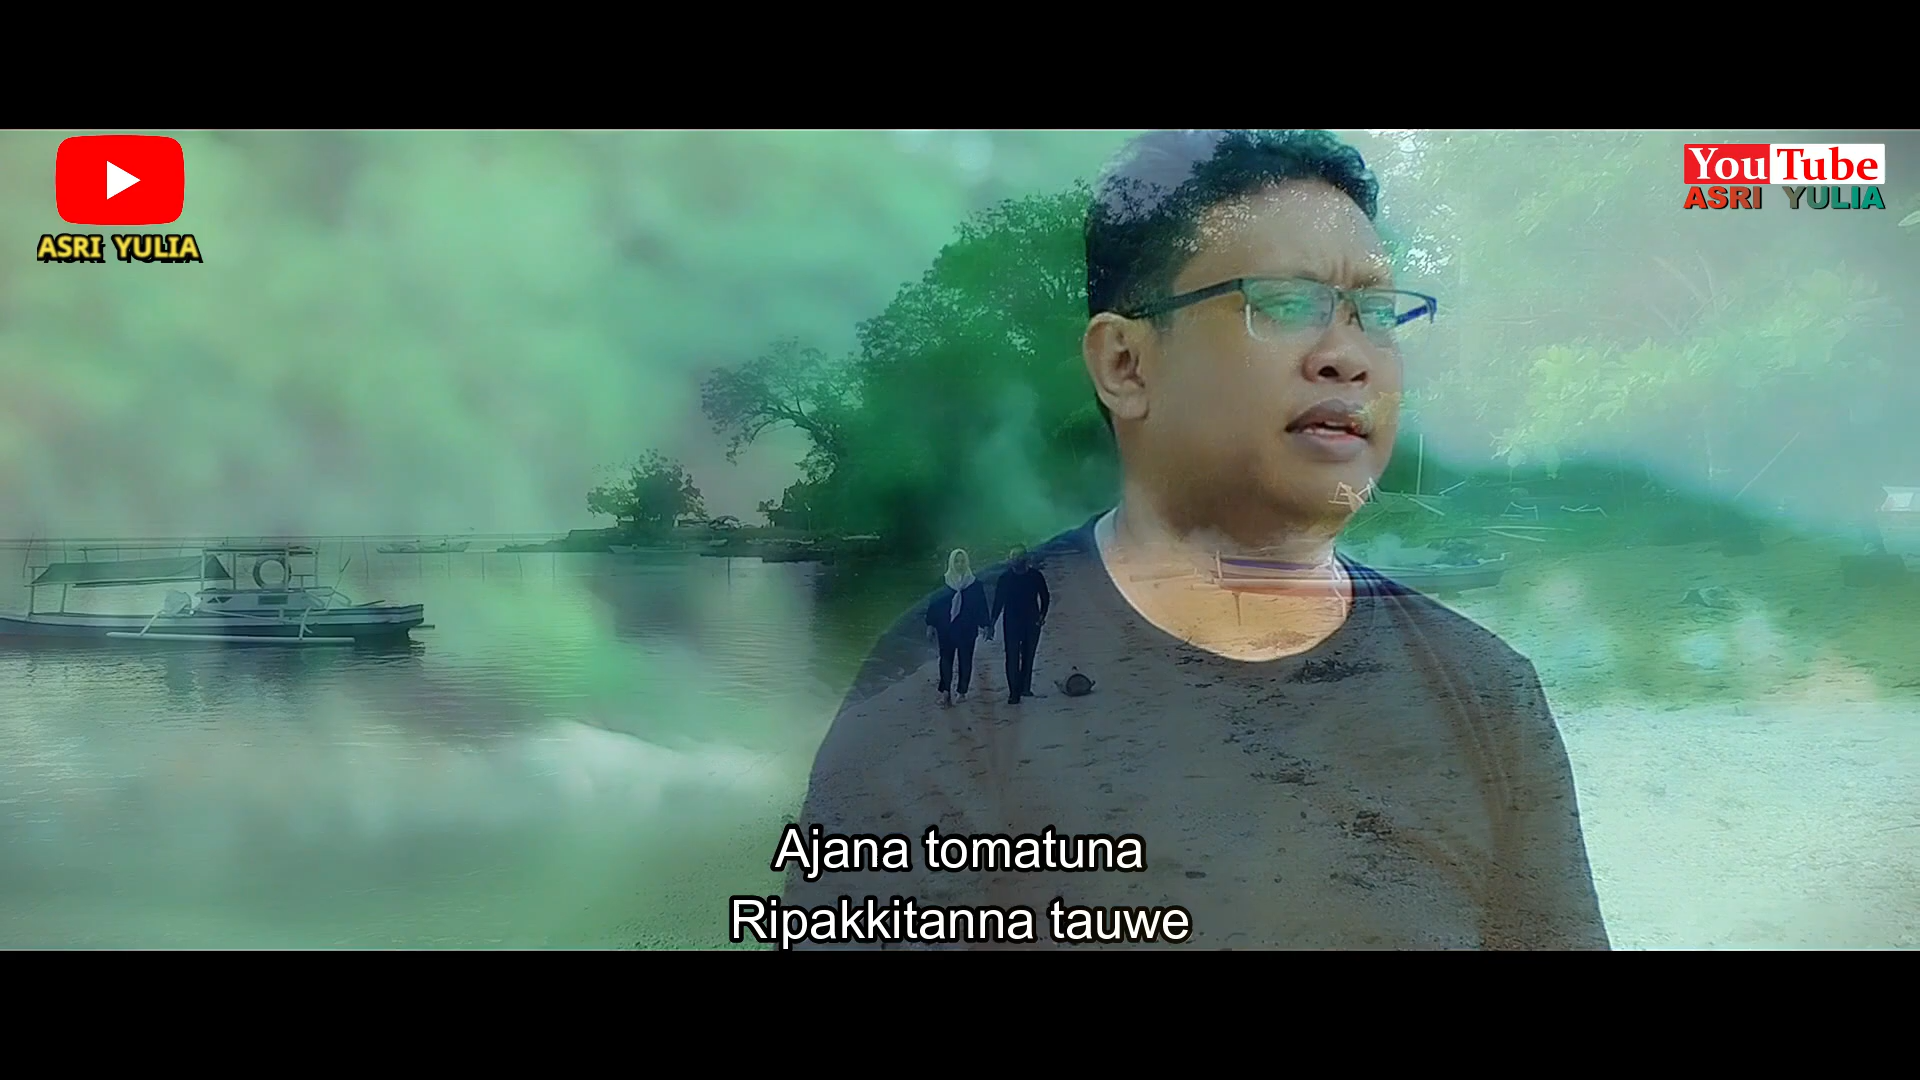 ASRI YULIA
YouTube
ASRI YULIA
Ajana tomatuna
Ripakkitanna tauwe